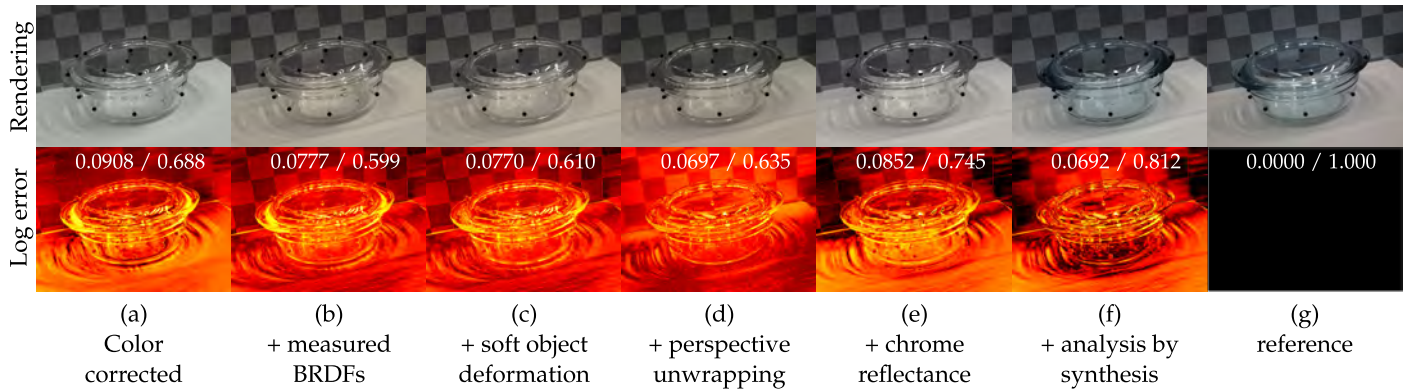 Rendering
Log error
0.0908 / 0.688
0.0777 / 0.599
0.0770 / 0.610
0.0697 / 0.635
0.0852 / 0.745
0.0692 / 0.812
0.0000 / 1.000
(a)
Color
corrected
(b)
+ measured
BRDFs
(c)
+ soft object
deformation
(d)
+ perspective
unwrapping
(e)
+ chrome
reflectance
(f)
+ analysis by
synthesis
(g)
reference